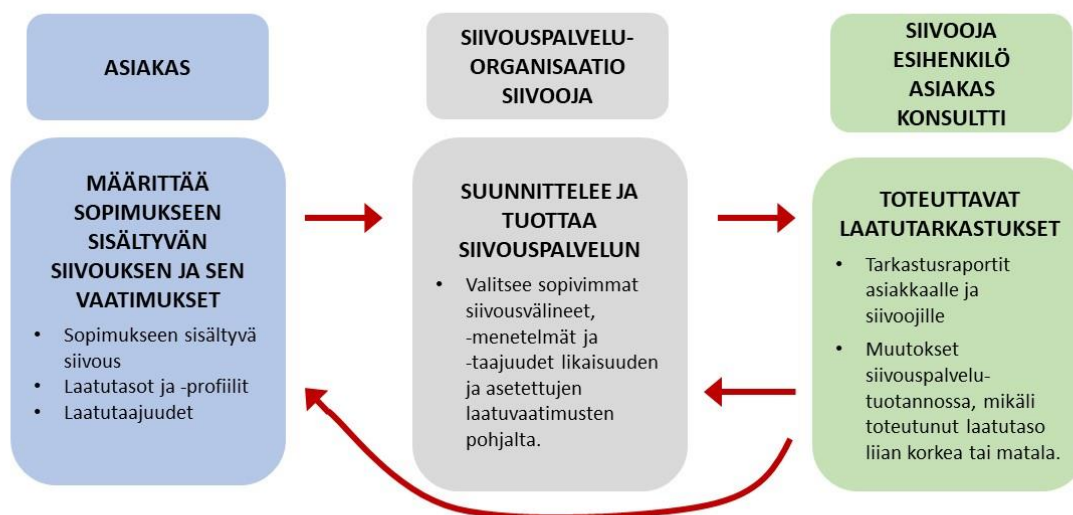 ASIAKAS
MÄÄRITTÄÄ
SOPIMUKSEEN
SISÄLTYVÄN
SIIVOUKSEN JA SEN
VAATIMUKSET
• Sopimukseen sisältyvä
siivous
• Laatutasot ja -profiilit
• Laatutaajuudet
SIIVOUSPALVELU-
ORGANISAATIO
SIIVOOJA
SUUNNITTELEE JA
TUOTTAA
SIIVOUSPALVELUN
• Valitsee sopivimmat
siivousvälineet,
-menetelmät ja
-taajuudet likaisuuden
ja asetettujen
laatuvaatimusten
pohjalta.
SIIVOOJA
ESIHENKILÖ
ASIAKAS
KONSULTTI
TOTEUTTAVAT
LAATUTARKASTUKSET
• Tarkastusraportit
asiakkaalle ja
siivoojille
• Muutokset
siivouspalvelu-
tuotannossa, mikäli
toteutunut laatutaso
liian korkea tai matala.